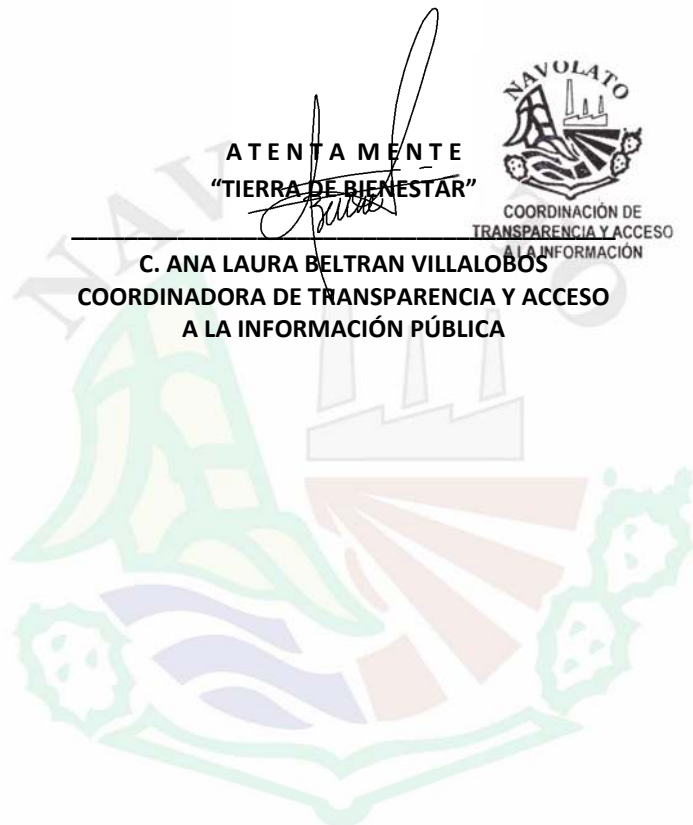 A T E N T A M E N T E
“TIERRA DE BIENESTAR”
C. ANA LAURA BELTRAN VILLALOBOS
COORDINADORA DE TRANSPARENCIA Y ACCESO
A LA INFORMACIÓN PÚBLICA
NAVOLATO
COORDINACIÓN DE
TRANSPARENCIA Y ACCESO
A LA INFORMACIÓN
NAV O